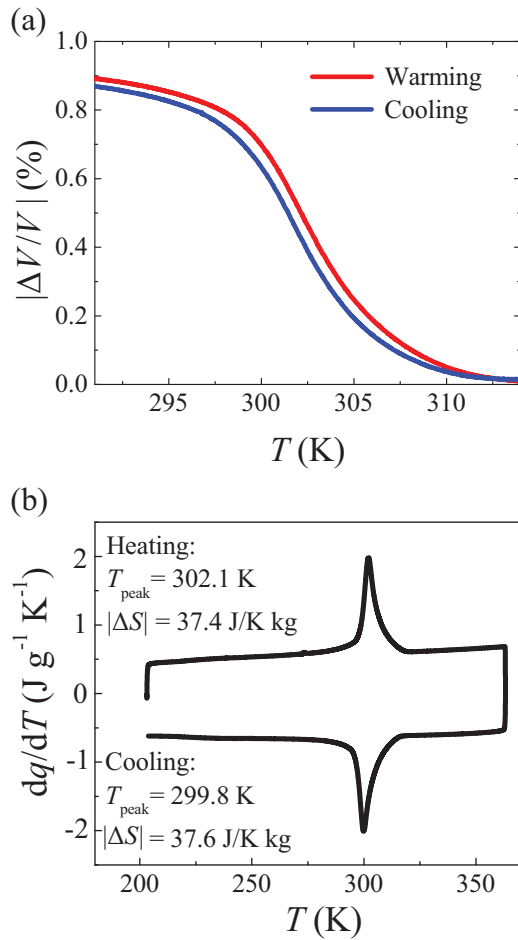 (a)
1.0
0.8
0.6
0.4
0.2
0.0
|ΔV/V| (%)
Warming
Cooling
295 300 305 310
T (K)
(b)
2
1
0
-1
-2
dq/dT (J g⁻¹ K⁻¹)
Heating:
T_peak = 302.1 K
|ΔS| = 37.4 J/K kg
Cooling:
T_peak = 299.8 K
|ΔS| = 37.6 J/K kg
200 250 300 350
T (K)